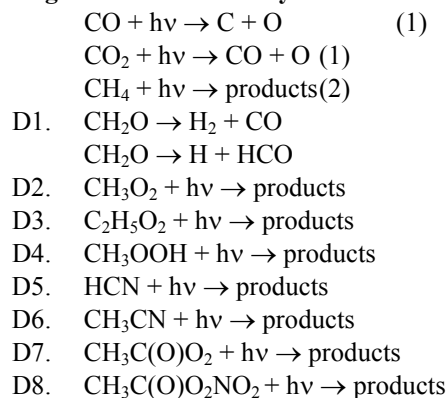 CO + hν → C + O (1)
CO₂ + hν → CO + O (1)
CH₄ + hν → products(2)
D1. CH₂O → H₂ + CO
CH₂O → H + HCO
D2. CH₃O₂ + hν → products
D3. C₂H₅O₂ + hν → products
D4. CH₃OOH + hν → products
D5. HCN + hν → products
D6. CH₃CN + hν → products
D7. CH₃C(O)O₂ + hν → products
D8. CH₃C(O)O₂NO₂ + hν → products